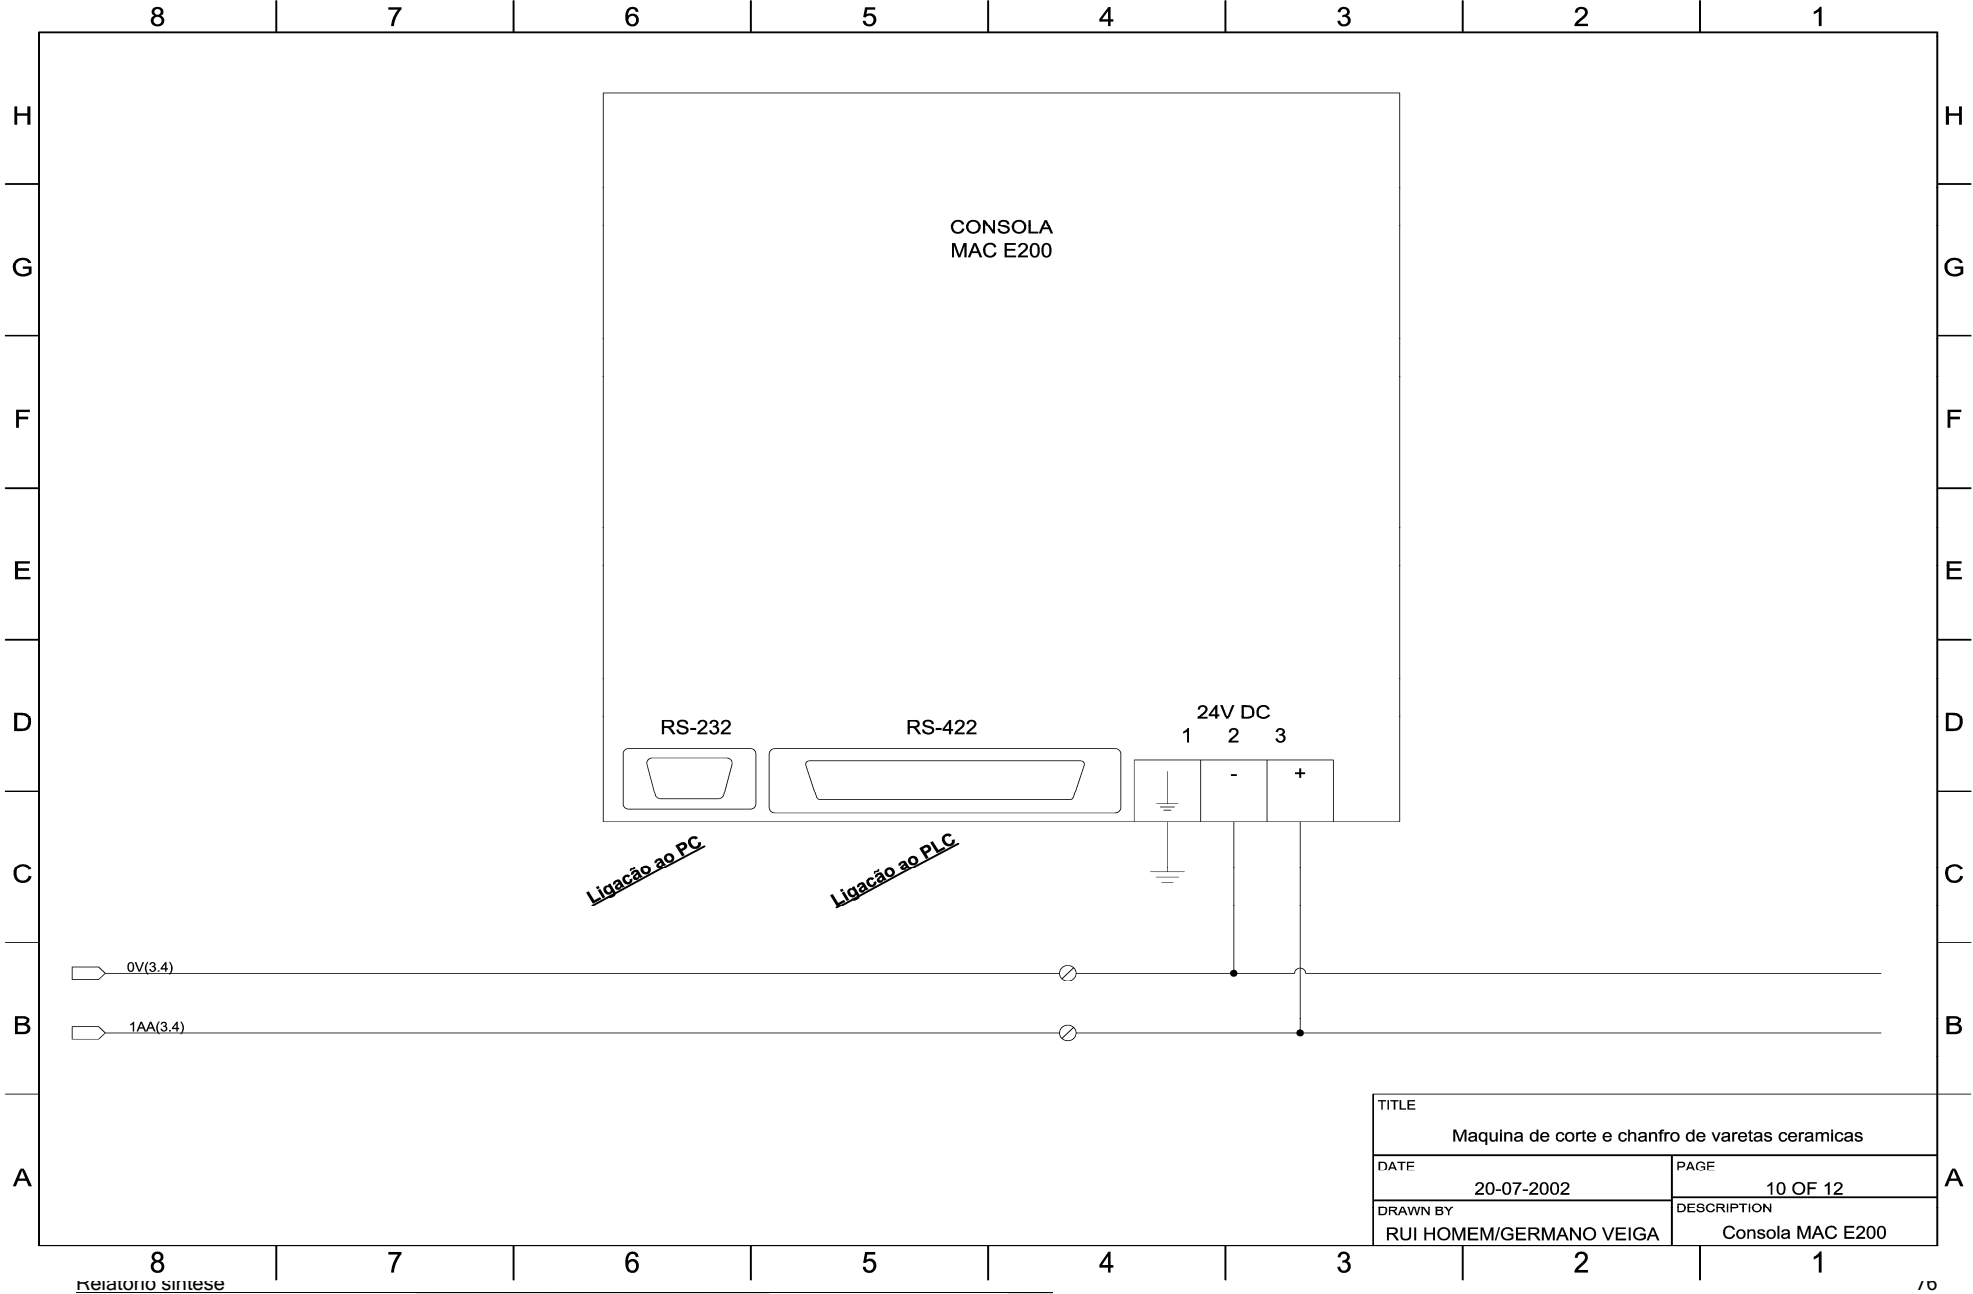 8 7 6 5 4 3 2 1
H H
CONSOLA
MAC E200
G G
F F
E E
24V DC
D RS-232 RS-422 D
1 2 3
- +
Ligacão ao PC
Ligacão ao PLC
C C
0V(3.4)
1AA(3.4)
B B
TITLE
Maquina de corte e chanfro de varetas ceramicas
DATE
20-07-2002
PAGE
10 OF 12
A A
DRAWN BY
RUI HOMEM/GERMANO VEIGA
DESCRIPTION
Consola MAC E200
8 7 6 5 4 3 2 1
Relatório síntese 76